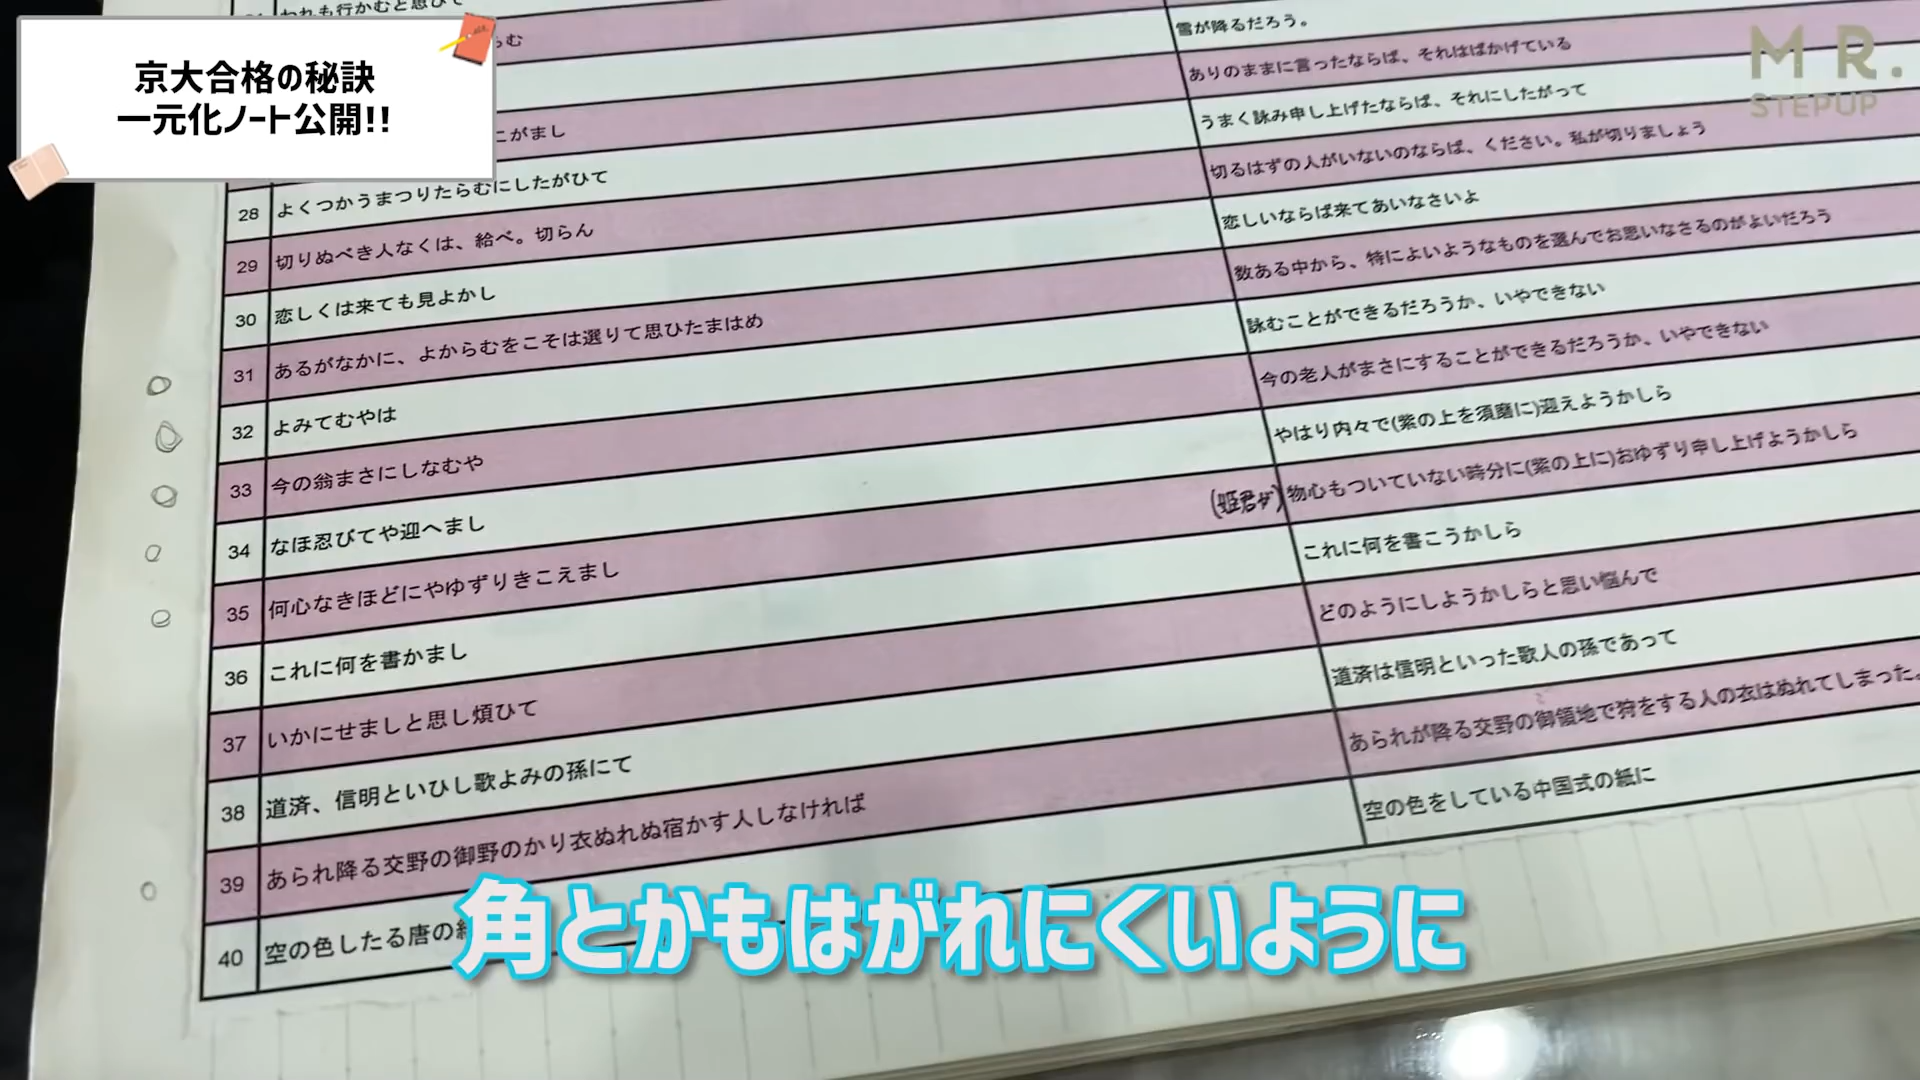 京大合格の秘訣
一元化ノート公開!!
MR.
STEPUP
われも行かむと思ひて
らむ
雪が降るだろう。
ありのままに言ったならば、それはばかげている
こがまし
うまく詠み申し上げたならば、それにしたがって
28 よくつかうまつりたらむにしたがひて
切るはずの人がいないのならば、ください。私が切りましょう
29 切りぬべき人なくは、給べ。切らん
恋しいならば来てあいなさいよ
30 恋しくは来ても見よかし
数ある中から、特によいようなものを選んでお思いなさるのがよいだろう
31 あるがなかに、よからむをこそは選りて思ひたまはめ
詠むことができるだろうか、いやできない
32 よみてむやは
今の老人がまさにすることができるだろうか、いやできない
33 今の翁まさにしなむや
やはり内々で(紫の上を須磨に)迎えようかしら
34 なほ忍びてや迎へまし
(姫君が)物心もついていない時分に(紫の上に)おゆずり申し上げようかしら
35 何心なきほどにやゆずりきこえまし
これに何を書こうかしら
36 これに何を書かまし
どのようにしようかしらと思い悩んで
37 いかにせましと思し煩ひて
道済は信明といった歌人の孫であって
38 道済、信明といひし歌よみの孫にて
あられが降る交野の御領地で狩をする人の衣はぬれてしまった。
39 あられ降る交野の御野のかり衣ぬれぬ宿かす人しなければ
空の色をしている中国式の紙に
40 空の色したる唐の紙
角とかもはがれにくいように